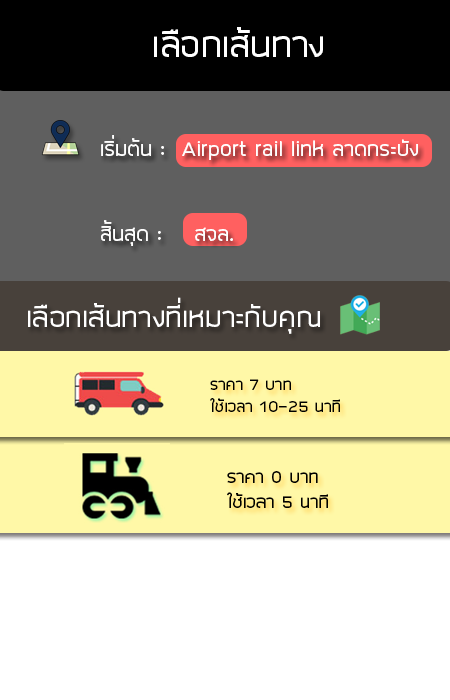 เลือกเส้นทาง
เริ่มต้น : Airport rail link ลาดกระบัง
สิ้นสุด : สจล.
เลือกเส้นทางที่เหมาะกับคุณ
ราคา 7 บาท
ใช้เวลา 10-25 นาที
ราคา 0 บาท
ใช้เวลา 5 นาที